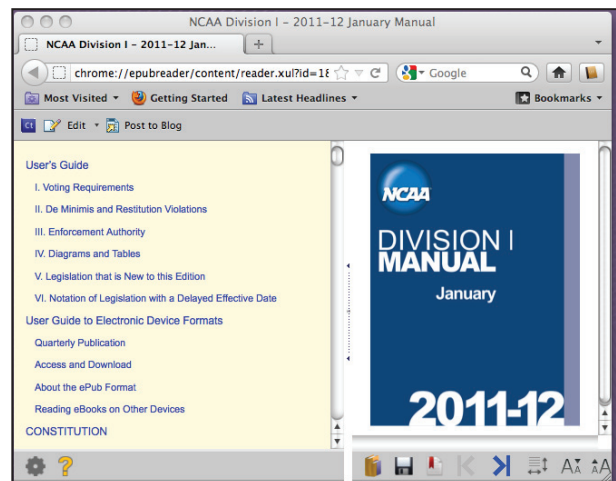 NCAA Division I – 2011–12 January Manual
NCAA Division I – 2011–12 Jan...
chrome://epubreader/content/reader.xul?id=18
Google
Most Visited
Getting Started
Latest Headlines
Bookmarks
Ct
Edit
Post to Blog
User's Guide
I. Voting Requirements
II. De Minimis and Restitution Violations
III. Enforcement Authority
IV. Diagrams and Tables
V. Legislation that is New to this Edition
VI. Notation of Legislation with a Delayed Effective Date
User Guide to Electronic Device Formats
Quarterly Publication
Access and Download
About the ePub Format
Reading eBooks on Other Devices
CONSTITUTION
NCAA
DIVISION I
MANUAL
January
2011-12